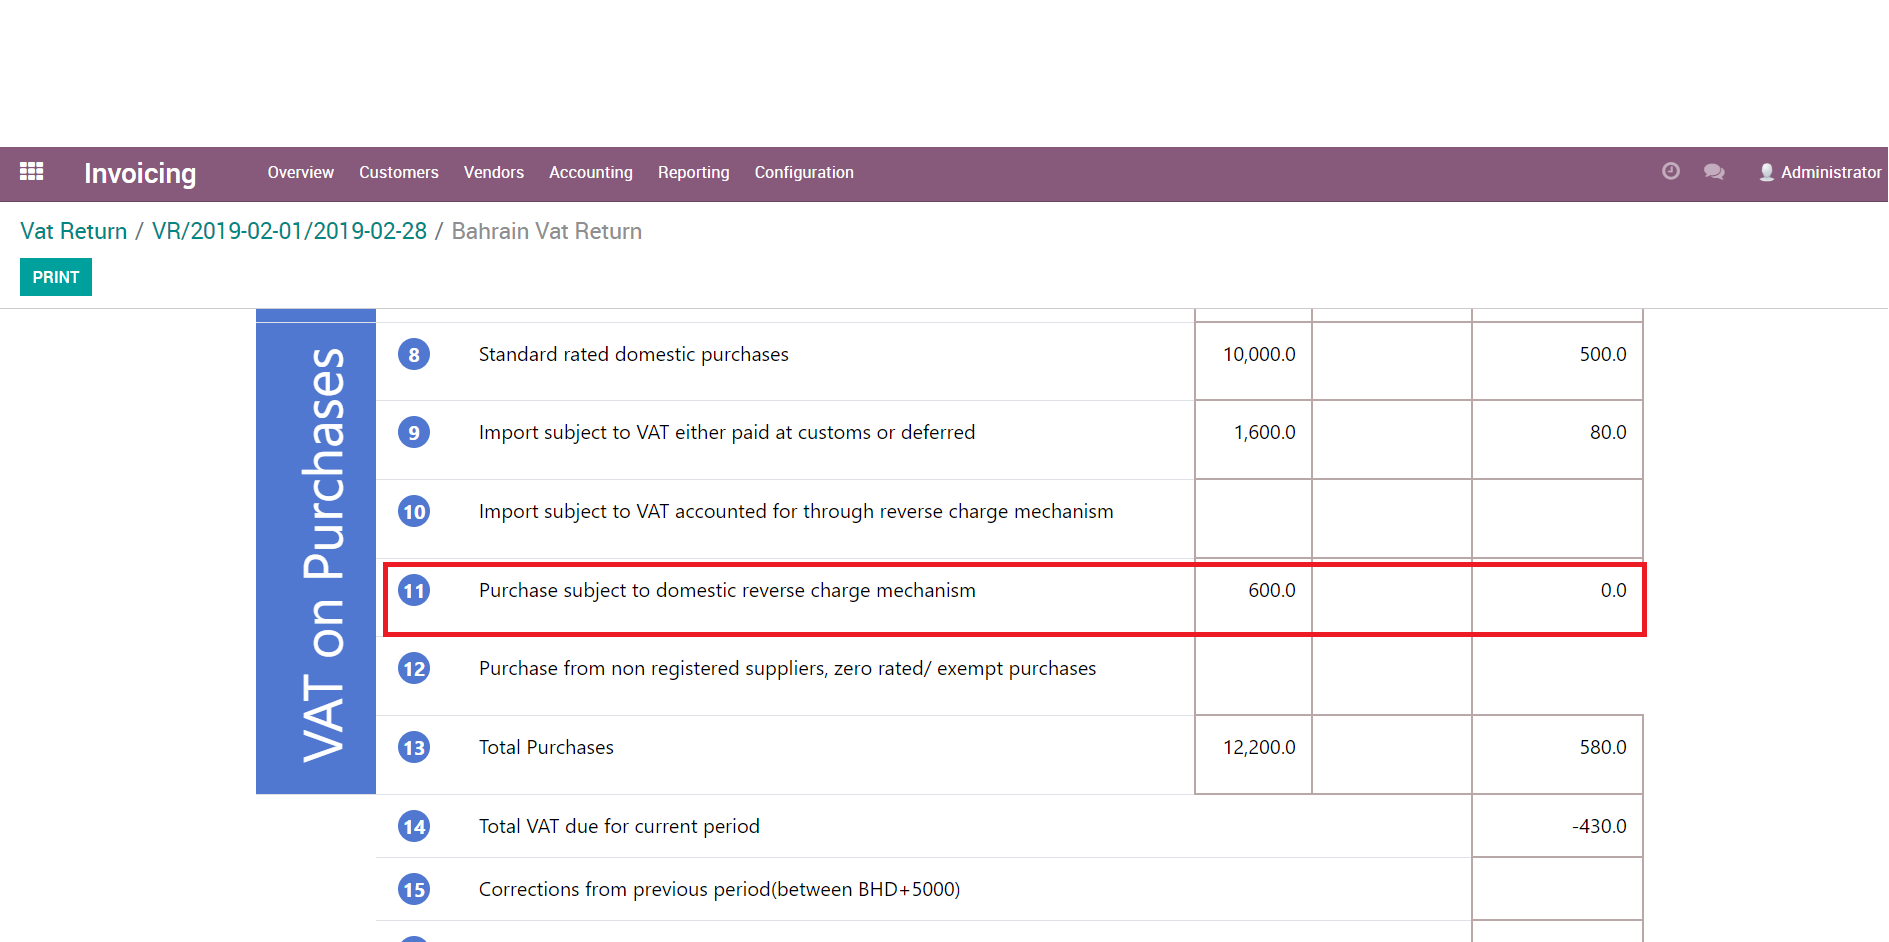 Invoicing Overview Customers Vendors Accounting Reporting Configuration Administrator
Vat Return / VR/2019-02-01/2019-02-28 / Bahrain Vat Return
PRINT
VAT on Purchases
8 Standard rated domestic purchases 10,000.0 500.0
9 Import subject to VAT either paid at customs or deferred 1,600.0 80.0
10 Import subject to VAT accounted for through reverse charge mechanism
11 Purchase subject to domestic reverse charge mechanism 600.0 0.0
12 Purchase from non registered suppliers, zero rated/ exempt purchases
13 Total Purchases 12,200.0 580.0
14 Total VAT due for current period -430.0
15 Corrections from previous period(between BHD+5000)